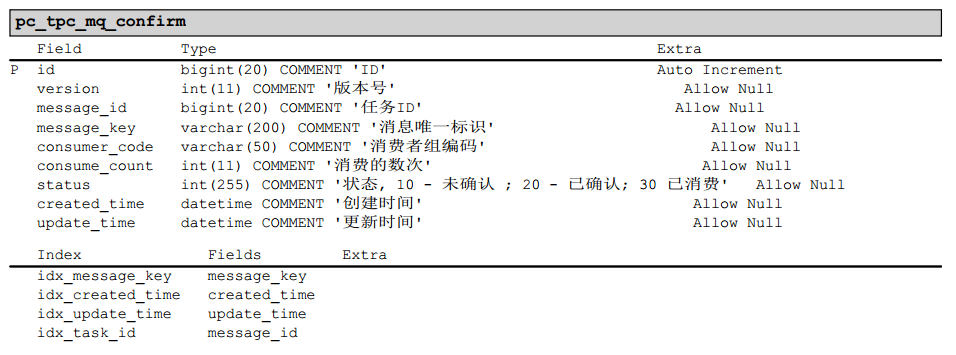 pc_tpc_mq_confirm
Field Type Extra
P id bigint(20) COMMENT 'ID' Auto Increment
version int(11) COMMENT '版本号' Allow Null
message_id bigint(20) COMMENT '任务ID' Allow Null
message_key varchar(200) COMMENT '消息唯一标识' Allow Null
consumer_code varchar(50) COMMENT '消费者组编码' Allow Null
consume_count int(11) COMMENT '消费的数次' Allow Null
status int(255) COMMENT '状态, 10 - 未确认 ; 20 - 已确认; 30 已消费' Allow Null
created_time datetime COMMENT '创建时间' Allow Null
update_time datetime COMMENT '更新时间' Allow Null
Index Fields Extra
idx_message_key message_key
idx_created_time created_time
idx_update_time update_time
idx_task_id message_id